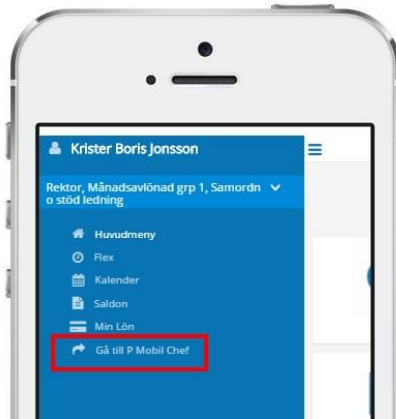 Krister Boris Jonsson
Rektor, Månadsavlönad grp 1, Samordn
o stöd ledning
Huvudmeny
Flex
Kalender
Saldon
Min Lön
Gå till P Mobil Chef